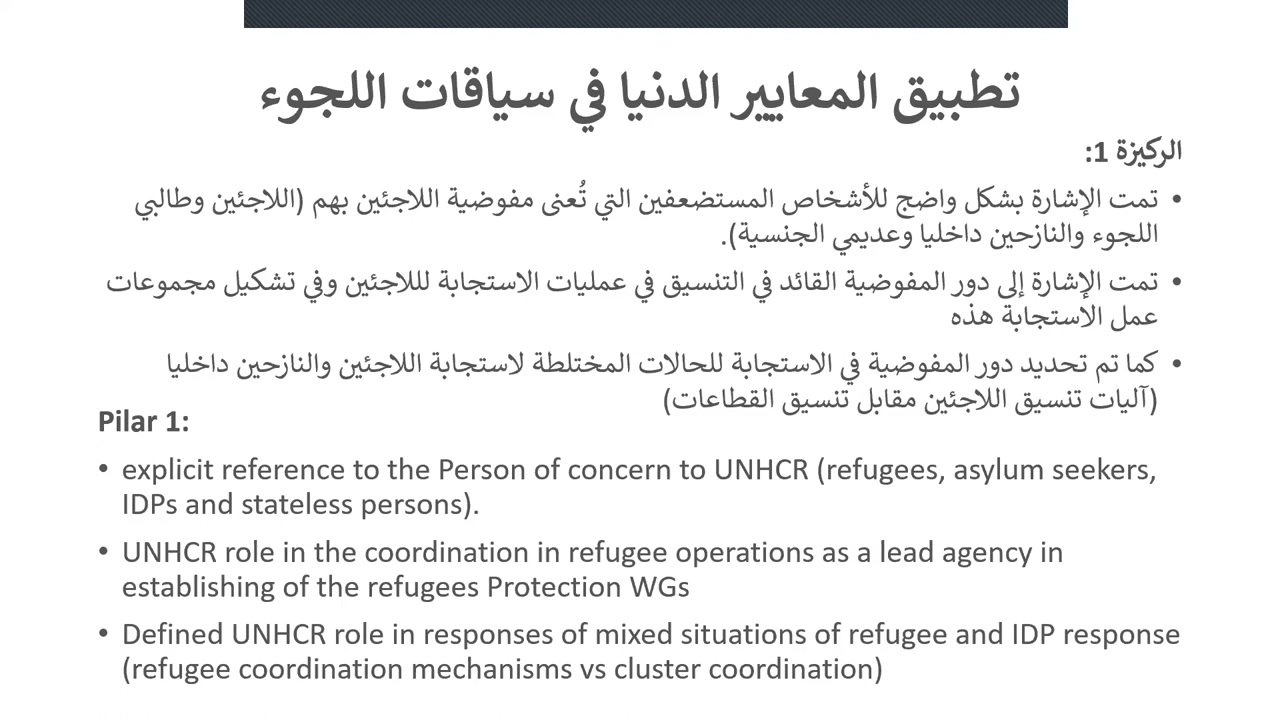 تطبيق المعايير الدنيا في سياقات اللجوء
الركيزة 1:
• تمت الإشارة بشكل واضح للأشخاص المستضعفين التي تُعنى مفوضية اللاجئين بهم (اللاجئين وطالبي
اللجوء والنازحين داخليا وعديمي الجنسية).
• تمت الإشارة إلى دور المفوضية القائد في التنسيق في عمليات الاستجابة لللاجئين وفي تشكيل مجموعات
عمل الاستجابة هذه
• كما تم تحديد دور المفوضية في الاستجابة للحالات المختلطة لاستجابة اللاجئين والنازحين داخليا
(آليات تنسيق اللاجئين مقابل تنسيق القطاعات)
Pilar 1:
• explicit reference to the Person of concern to UNHCR (refugees, asylum seekers,
IDPs and stateless persons).
• UNHCR role in the coordination in refugee operations as a lead agency in
establishing of the refugees Protection WGs
• Defined UNHCR role in responses of mixed situations of refugee and IDP response
(refugee coordination mechanisms vs cluster coordination)